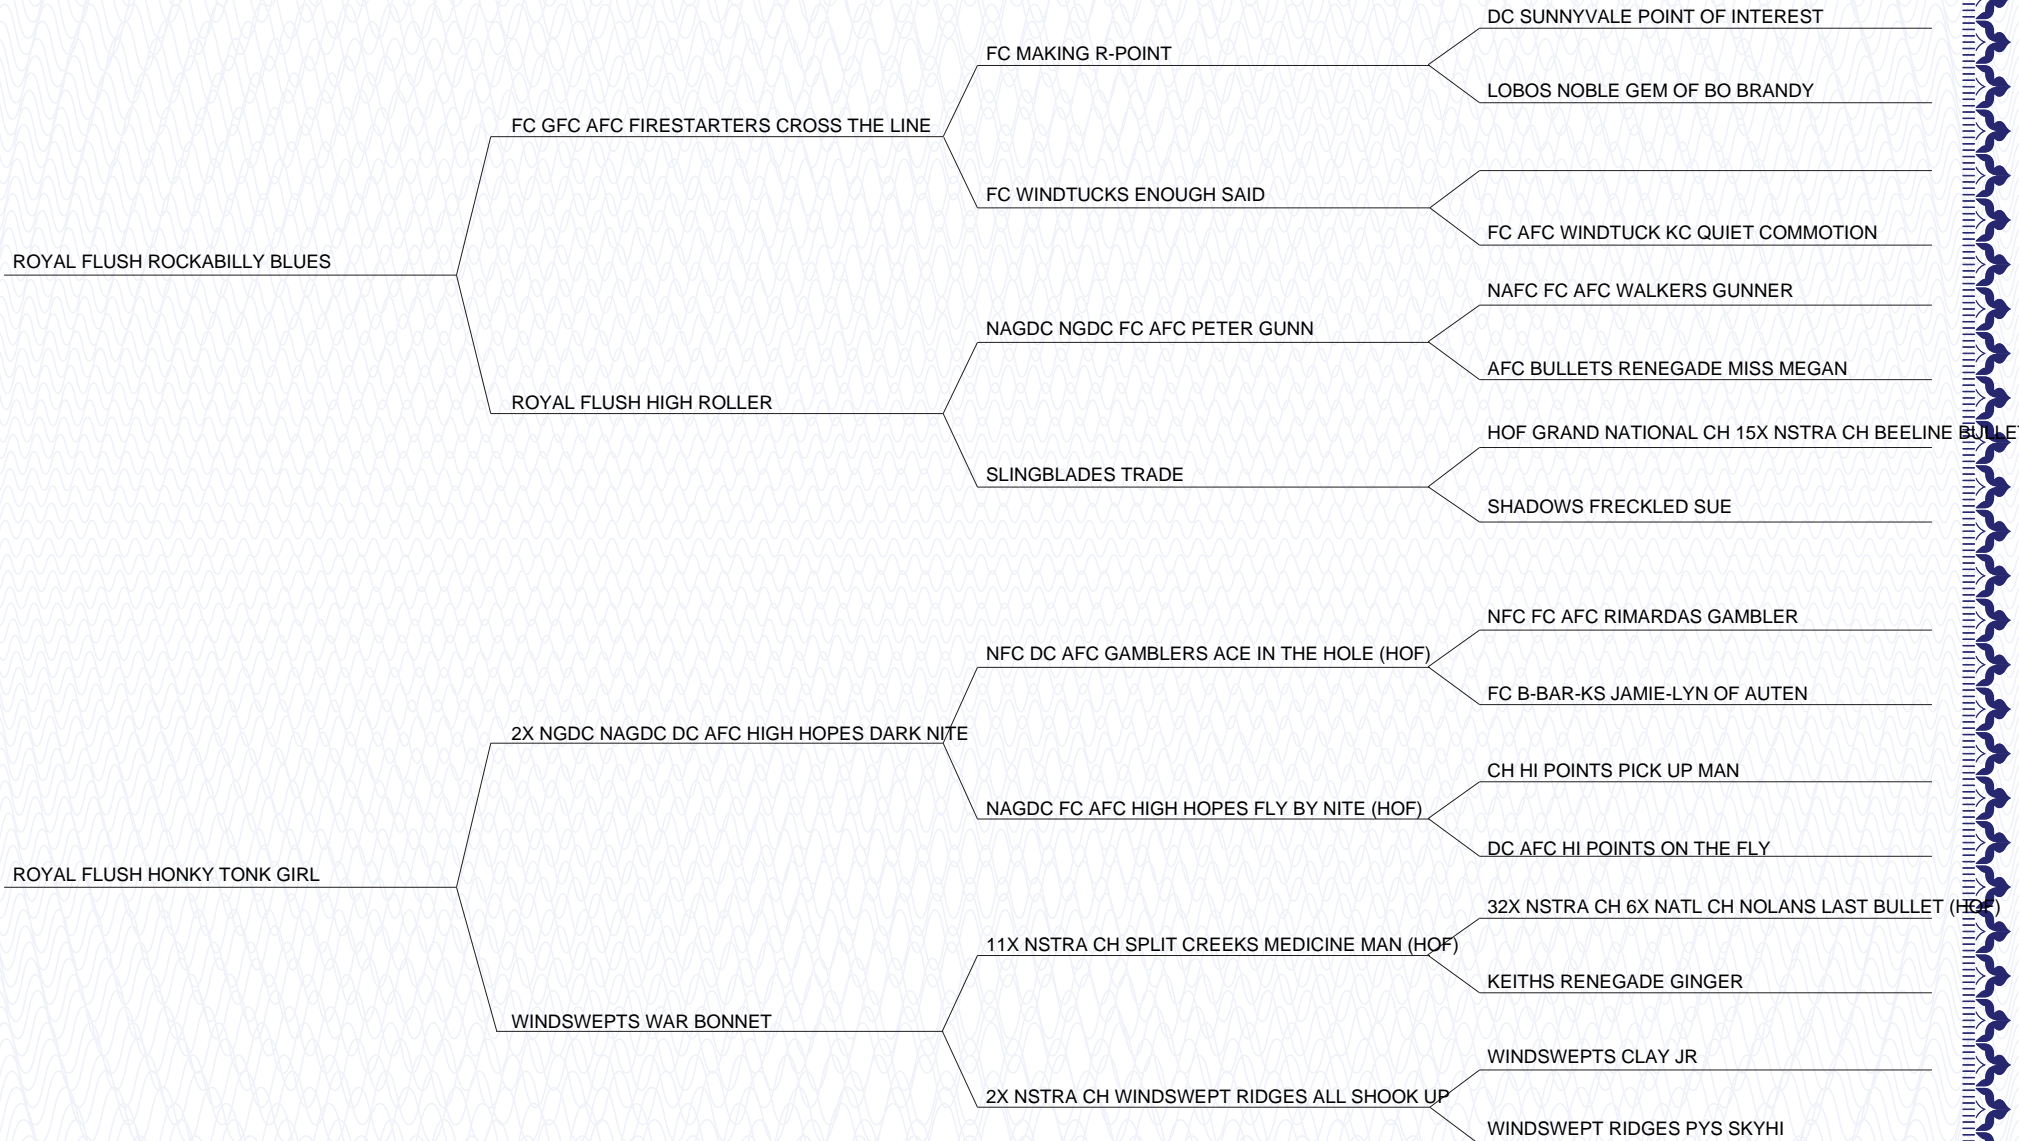 DC SUNNYVALE POINT OF INTEREST
FC MAKING R-POINT
LOBOS NOBLE GEM OF BO BRANDY
FC GFC AFC FIRESTARTERS CROSS THE LINE
FC WINDTUCKS ENOUGH SAID
FC AFC WINDTUCK KC QUIET COMMOTION
ROYAL FLUSH ROCKABILLY BLUES
NAFC FC AFC WALKERS GUNNER
NAGDC NGDC FC AFC PETER GUNN
AFC BULLETS RENEGADE MISS MEGAN
ROYAL FLUSH HIGH ROLLER
HOF GRAND NATIONAL CH 15X NSTRA CH BEELINE BULLET
SLINGBLADES TRADE
SHADOWS FRECKLED SUE
NFC FC AFC RIMARDAS GAMBLER
NFC DC AFC GAMBLERS ACE IN THE HOLE (HOF)
FC B-BAR-KS JAMIE-LYN OF AUTEN
2X NGDC NAGDC DC AFC HIGH HOPES DARK NITE
CH HI POINTS PICK UP MAN
NAGDC FC AFC HIGH HOPES FLY BY NITE (HOF)
DC AFC HI POINTS ON THE FLY
ROYAL FLUSH HONKY TONK GIRL
32X NSTRA CH 6X NATL CH NOLANS LAST BULLET (HOF)
11X NSTRA CH SPLIT CREEKS MEDICINE MAN (HOF)
KEITHS RENEGADE GINGER
WINDSWEPTS WAR BONNET
WINDSWEPTS CLAY JR
2X NSTRA CH WINDSWEPT RIDGES ALL SHOOK UP
WINDSWEPT RIDGES PYS SKYHI